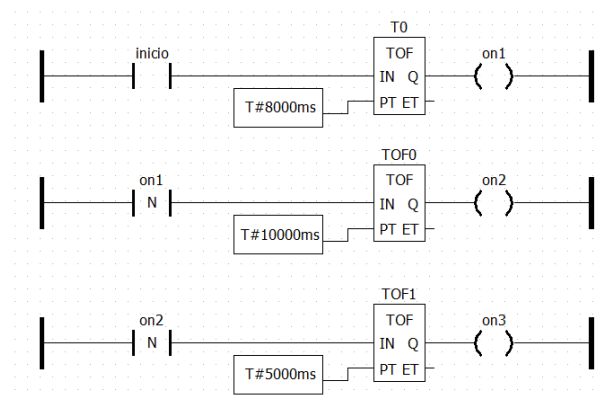 T0
inicio
TOF
on1
IN Q
T#8000ms
PT ET
TOF0
on1
TOF
on2
N
IN Q
T#10000ms
PT ET
TOF1
on2
TOF
on3
N
IN Q
T#5000ms
PT ET